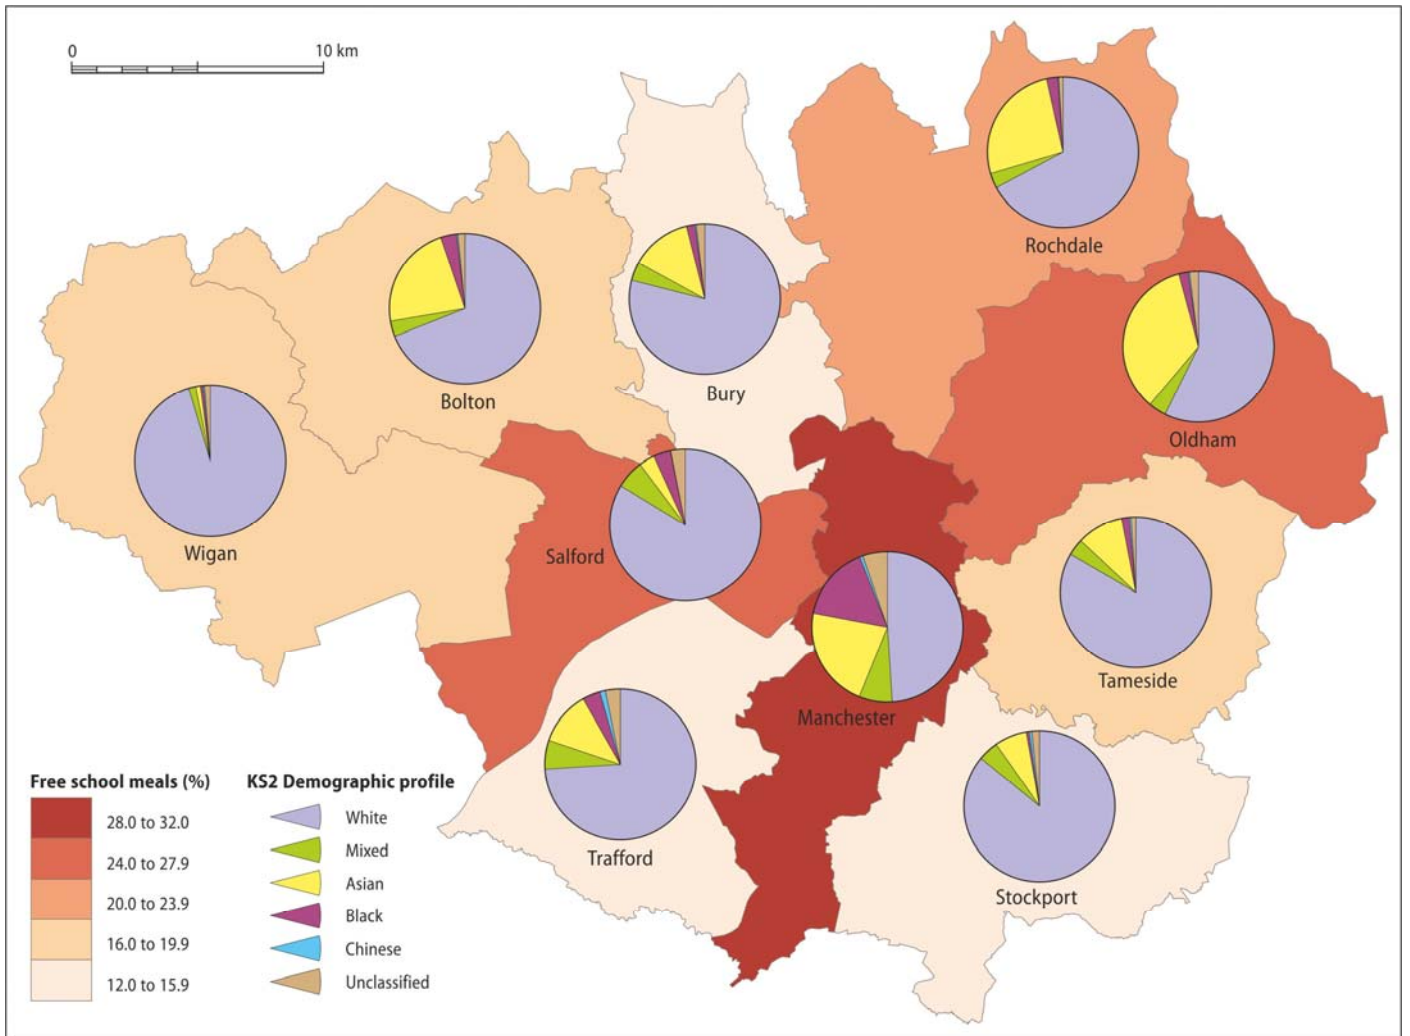 0 10 km
Rochdale
Bolton
Bury
Oldham
Wigan
Salford
Tameside
Manchester
Trafford
Stockport
Free school meals (%)
28.0 to 32.0
24.0 to 27.9
20.0 to 23.9
16.0 to 19.9
12.0 to 15.9
KS2 Demographic profile
White
Mixed
Asian
Black
Chinese
Unclassified